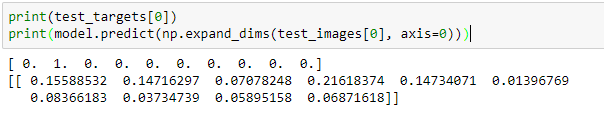 print(test_targets[0])
print(model.predict(np.expand_dims(test_images[0], axis=0)))
[ 0. 1. 0. 0. 0. 0. 0. 0. 0. 0.]
[[ 0.15588532 0.14716297 0.07078248 0.21618374 0.14734071 0.01396769
0.08366183 0.03734739 0.05895158 0.06871618]]